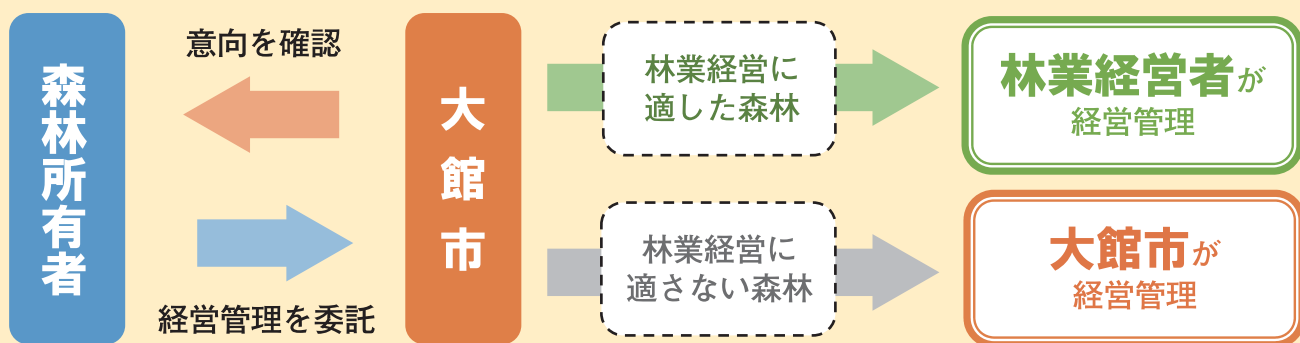 森林所有者
意向を確認
経営管理を委託
大館市
林業経営に
適した森林
林業経営者が
経営管理
林業経営に
適さない森林
大館市が
経営管理